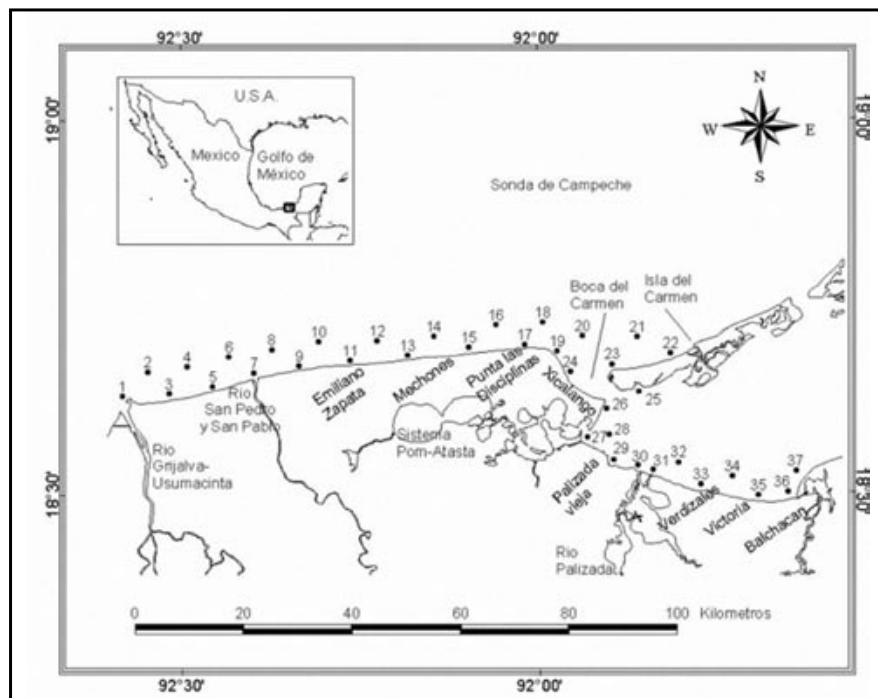 92°30' 92°00'
19°00' 19°00'
U.S.A.
Mexico
Golfo de
México
N
W E
S
Sonda de Campeche
Boca del
Carmen
Isla del
Carmen
1 2 3 4 5 6 7 8 9 10 11 12 13 14 15 16 17 18 19 20 21 22 23 24 25 26 27 28 29 30 31 32 33 34 35 36 37
Rio
Grijalva-
Usumacinta
Rio
San Pedro
y San Pablo
Emiliano
Zapata
Mechones
Punta las
Disciplinas
Xicalango
Sistema
Pom-Atasta
Palizada
vieja
Rio
Palizada
Verdizales
Victoria
Balchacan
18°30' 18°30'
0 20 40 60 80 100 Kilometros
92°30' 92°00'